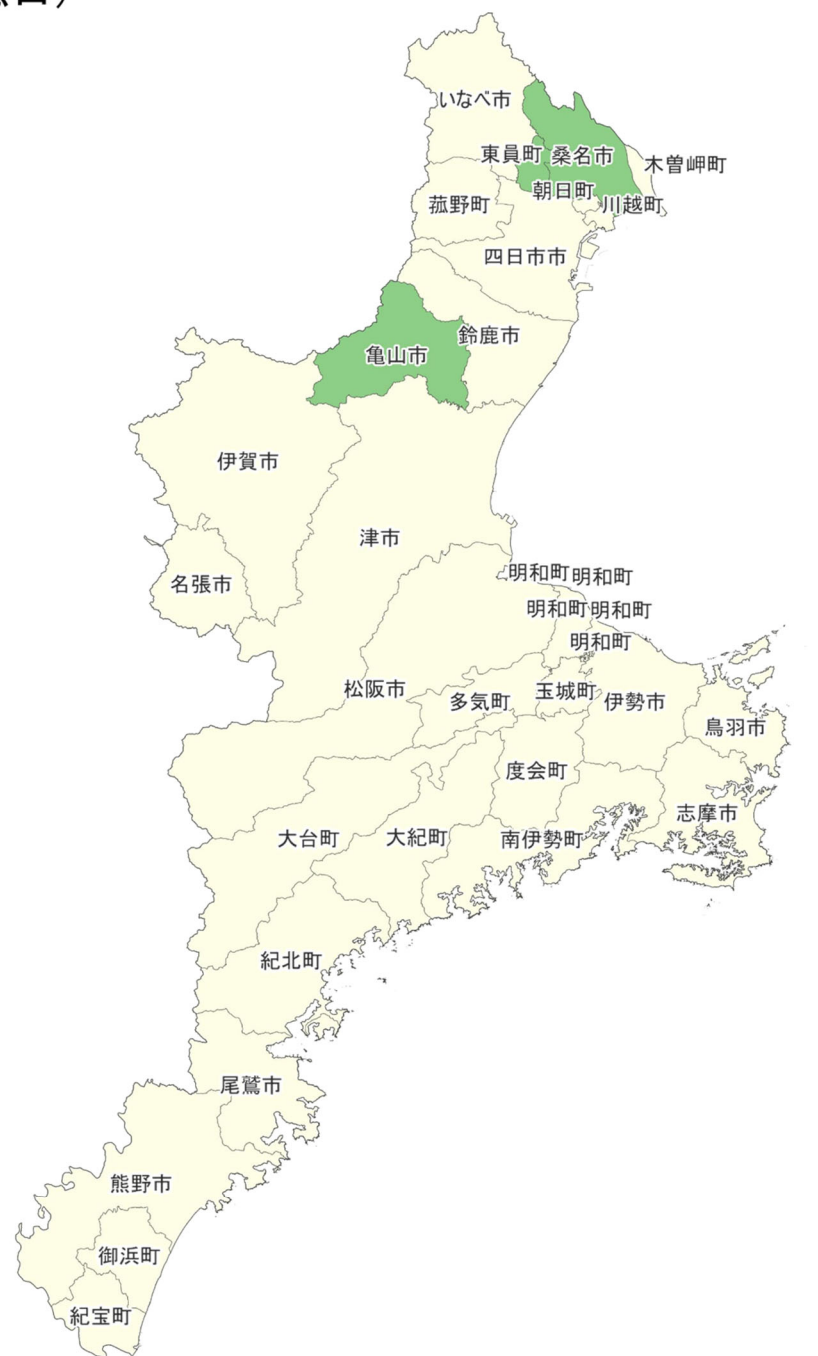 いなべ市
東員町
桑名市
木曽岬町
朝日町
川越町
菰野町
四日市市
鈴鹿市
亀山市
伊賀市
津市
名張市
明和町
明和町
明和町
明和町
明和町
松阪市
多気町
玉城町
伊勢市
鳥羽市
度会町
志摩市
大台町
大紀町
南伊勢町
紀北町
尾鷲市
熊野市
御浜町
紀宝町